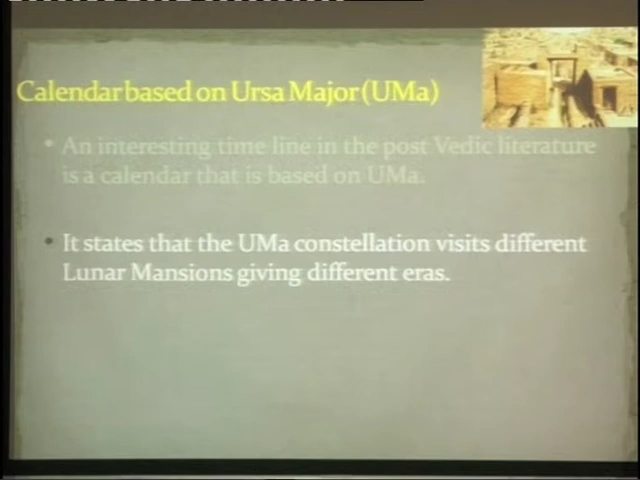 Calendar based on Ursa Major (UMa)
• An interesting time line in the post Vedic literature
is a calendar that is based on UMa.
• It states that the UMa constellation visits different
Lunar Mansions giving different eras.